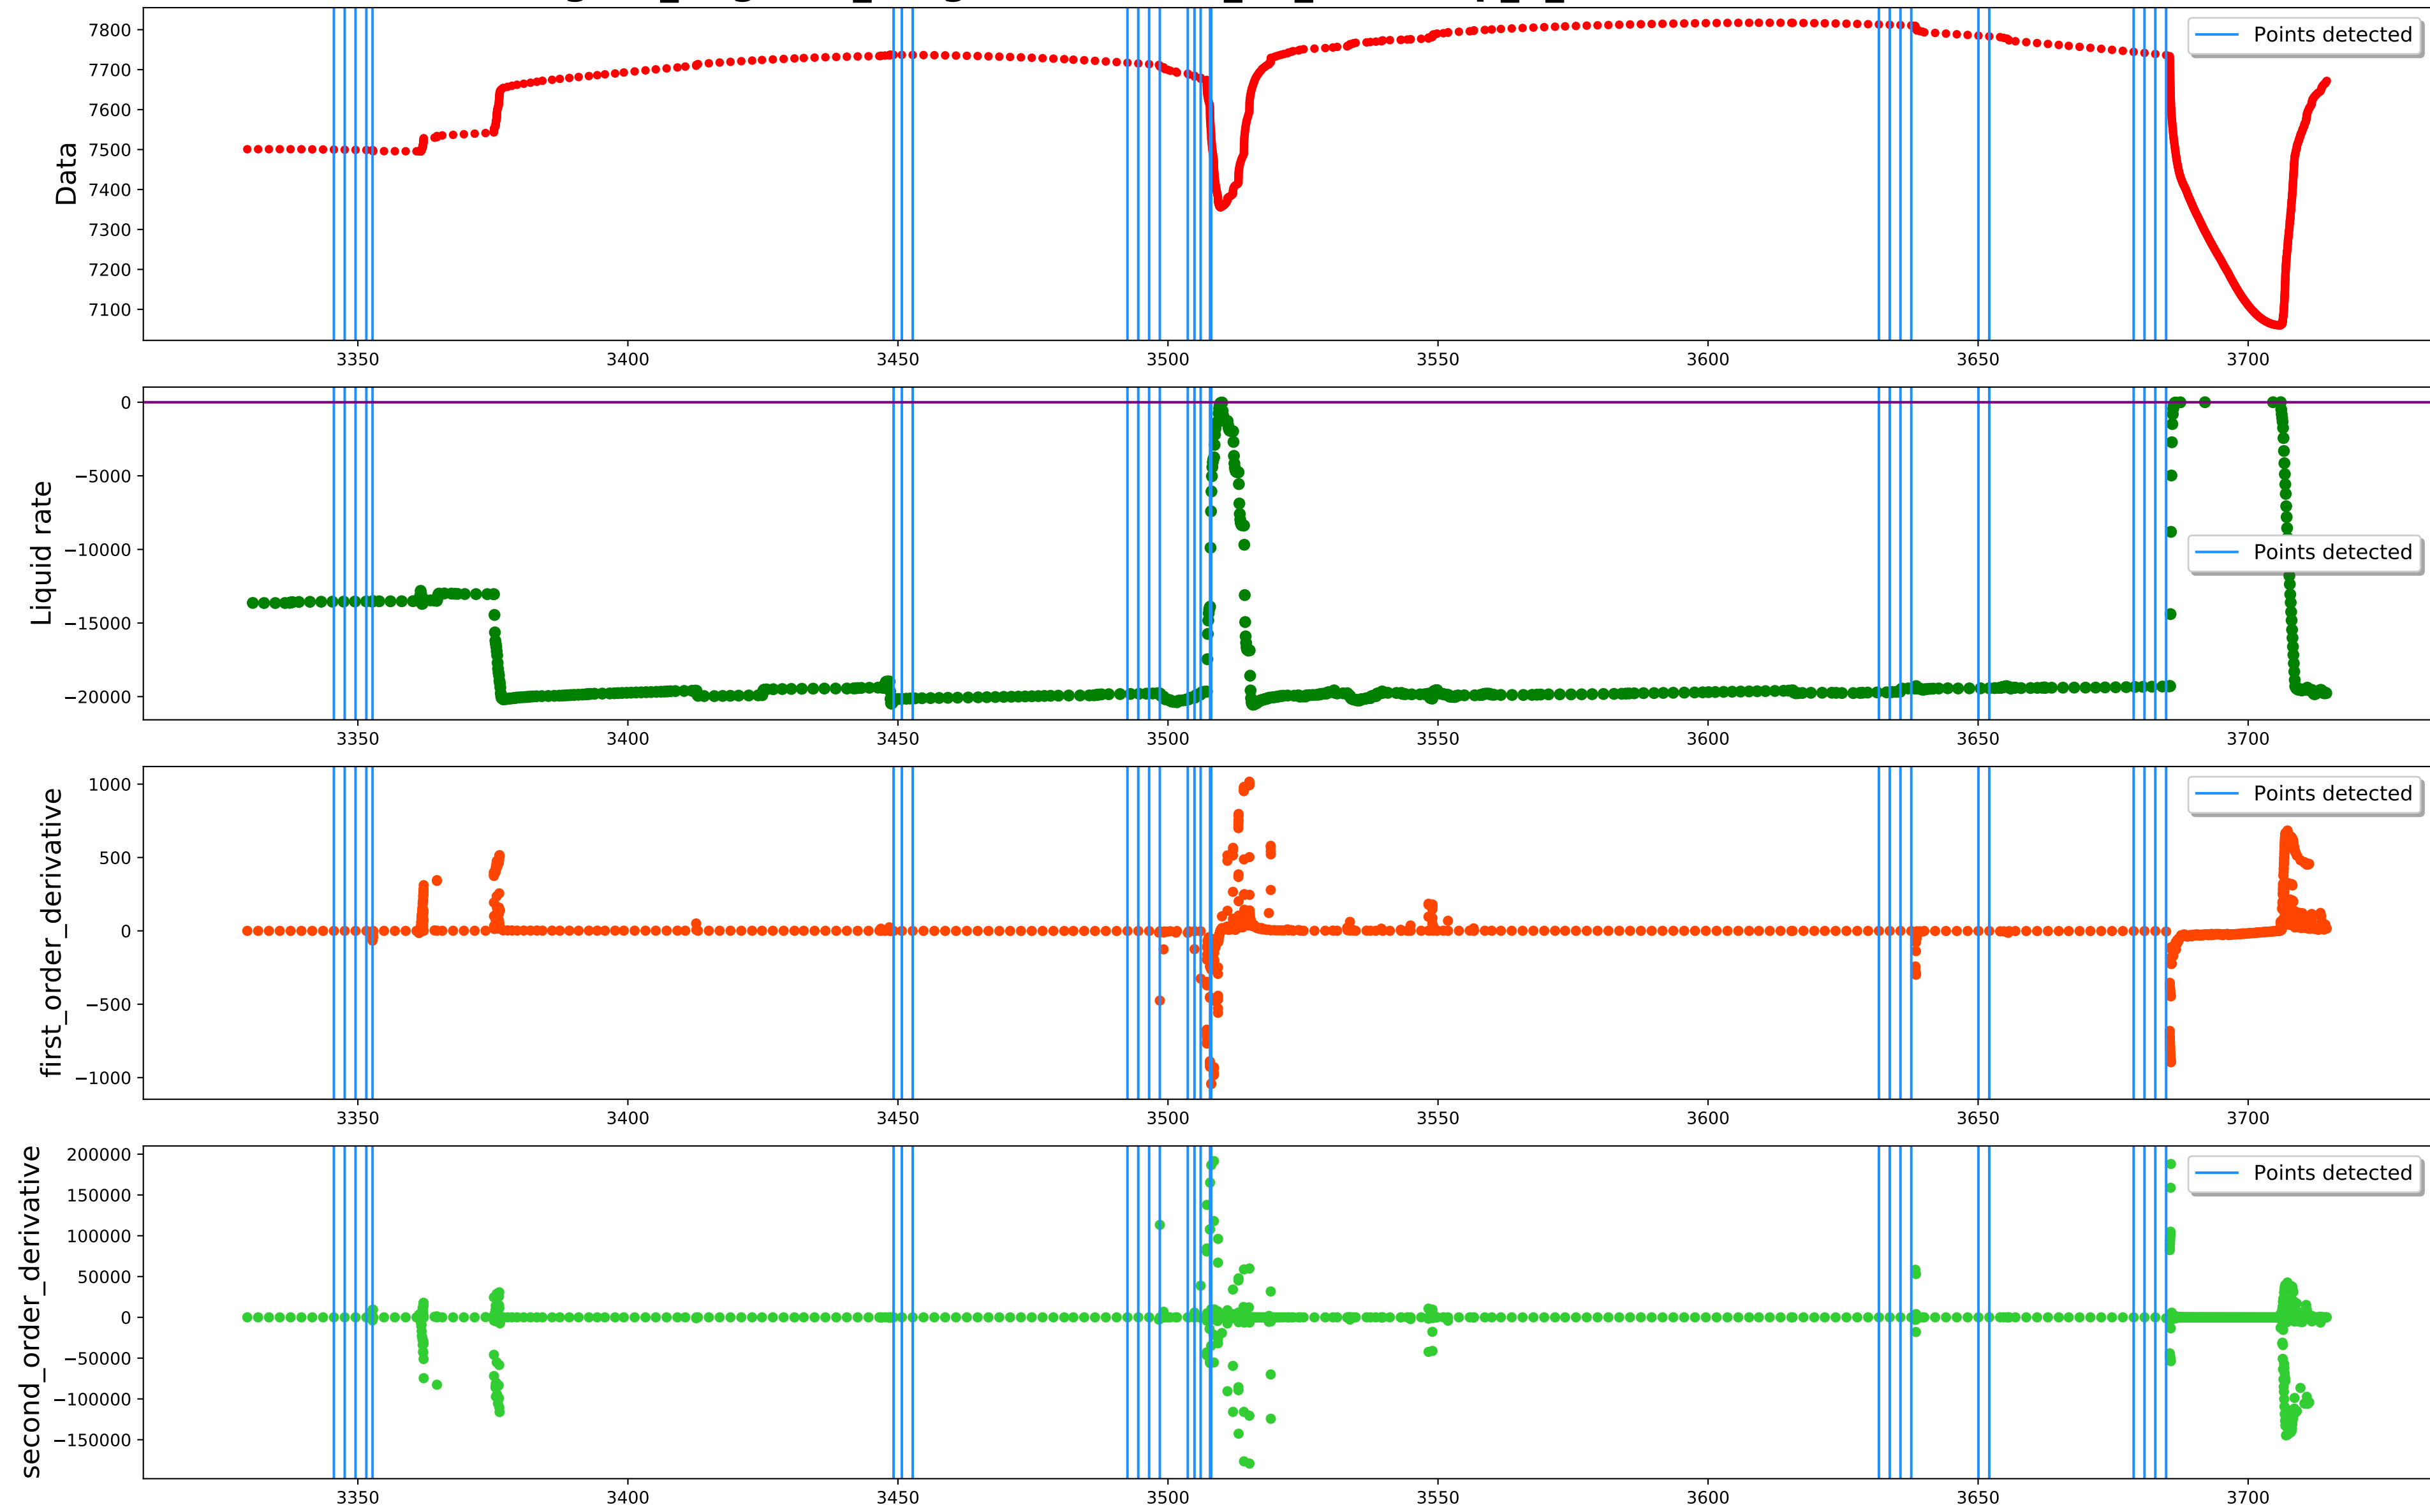 7800
7700
7600
7500
7400
7300
7200
7100
Data
Points detected
3350 3400 3450 3500 3550 3600 3650 3700
0
−5000
−10000
−15000
−20000
Liquid rate
Points detected
3350 3400 3450 3500 3550 3600 3650 3700
1000
500
0
−500
−1000
first_order_derivative
Points detected
3350 3400 3450 3500 3550 3600 3650 3700
200000
150000
100000
50000
0
−50000
−100000
−150000
second_order_derivative
Points detected
3350 3400 3450 3500 3550 3600 3650 3700